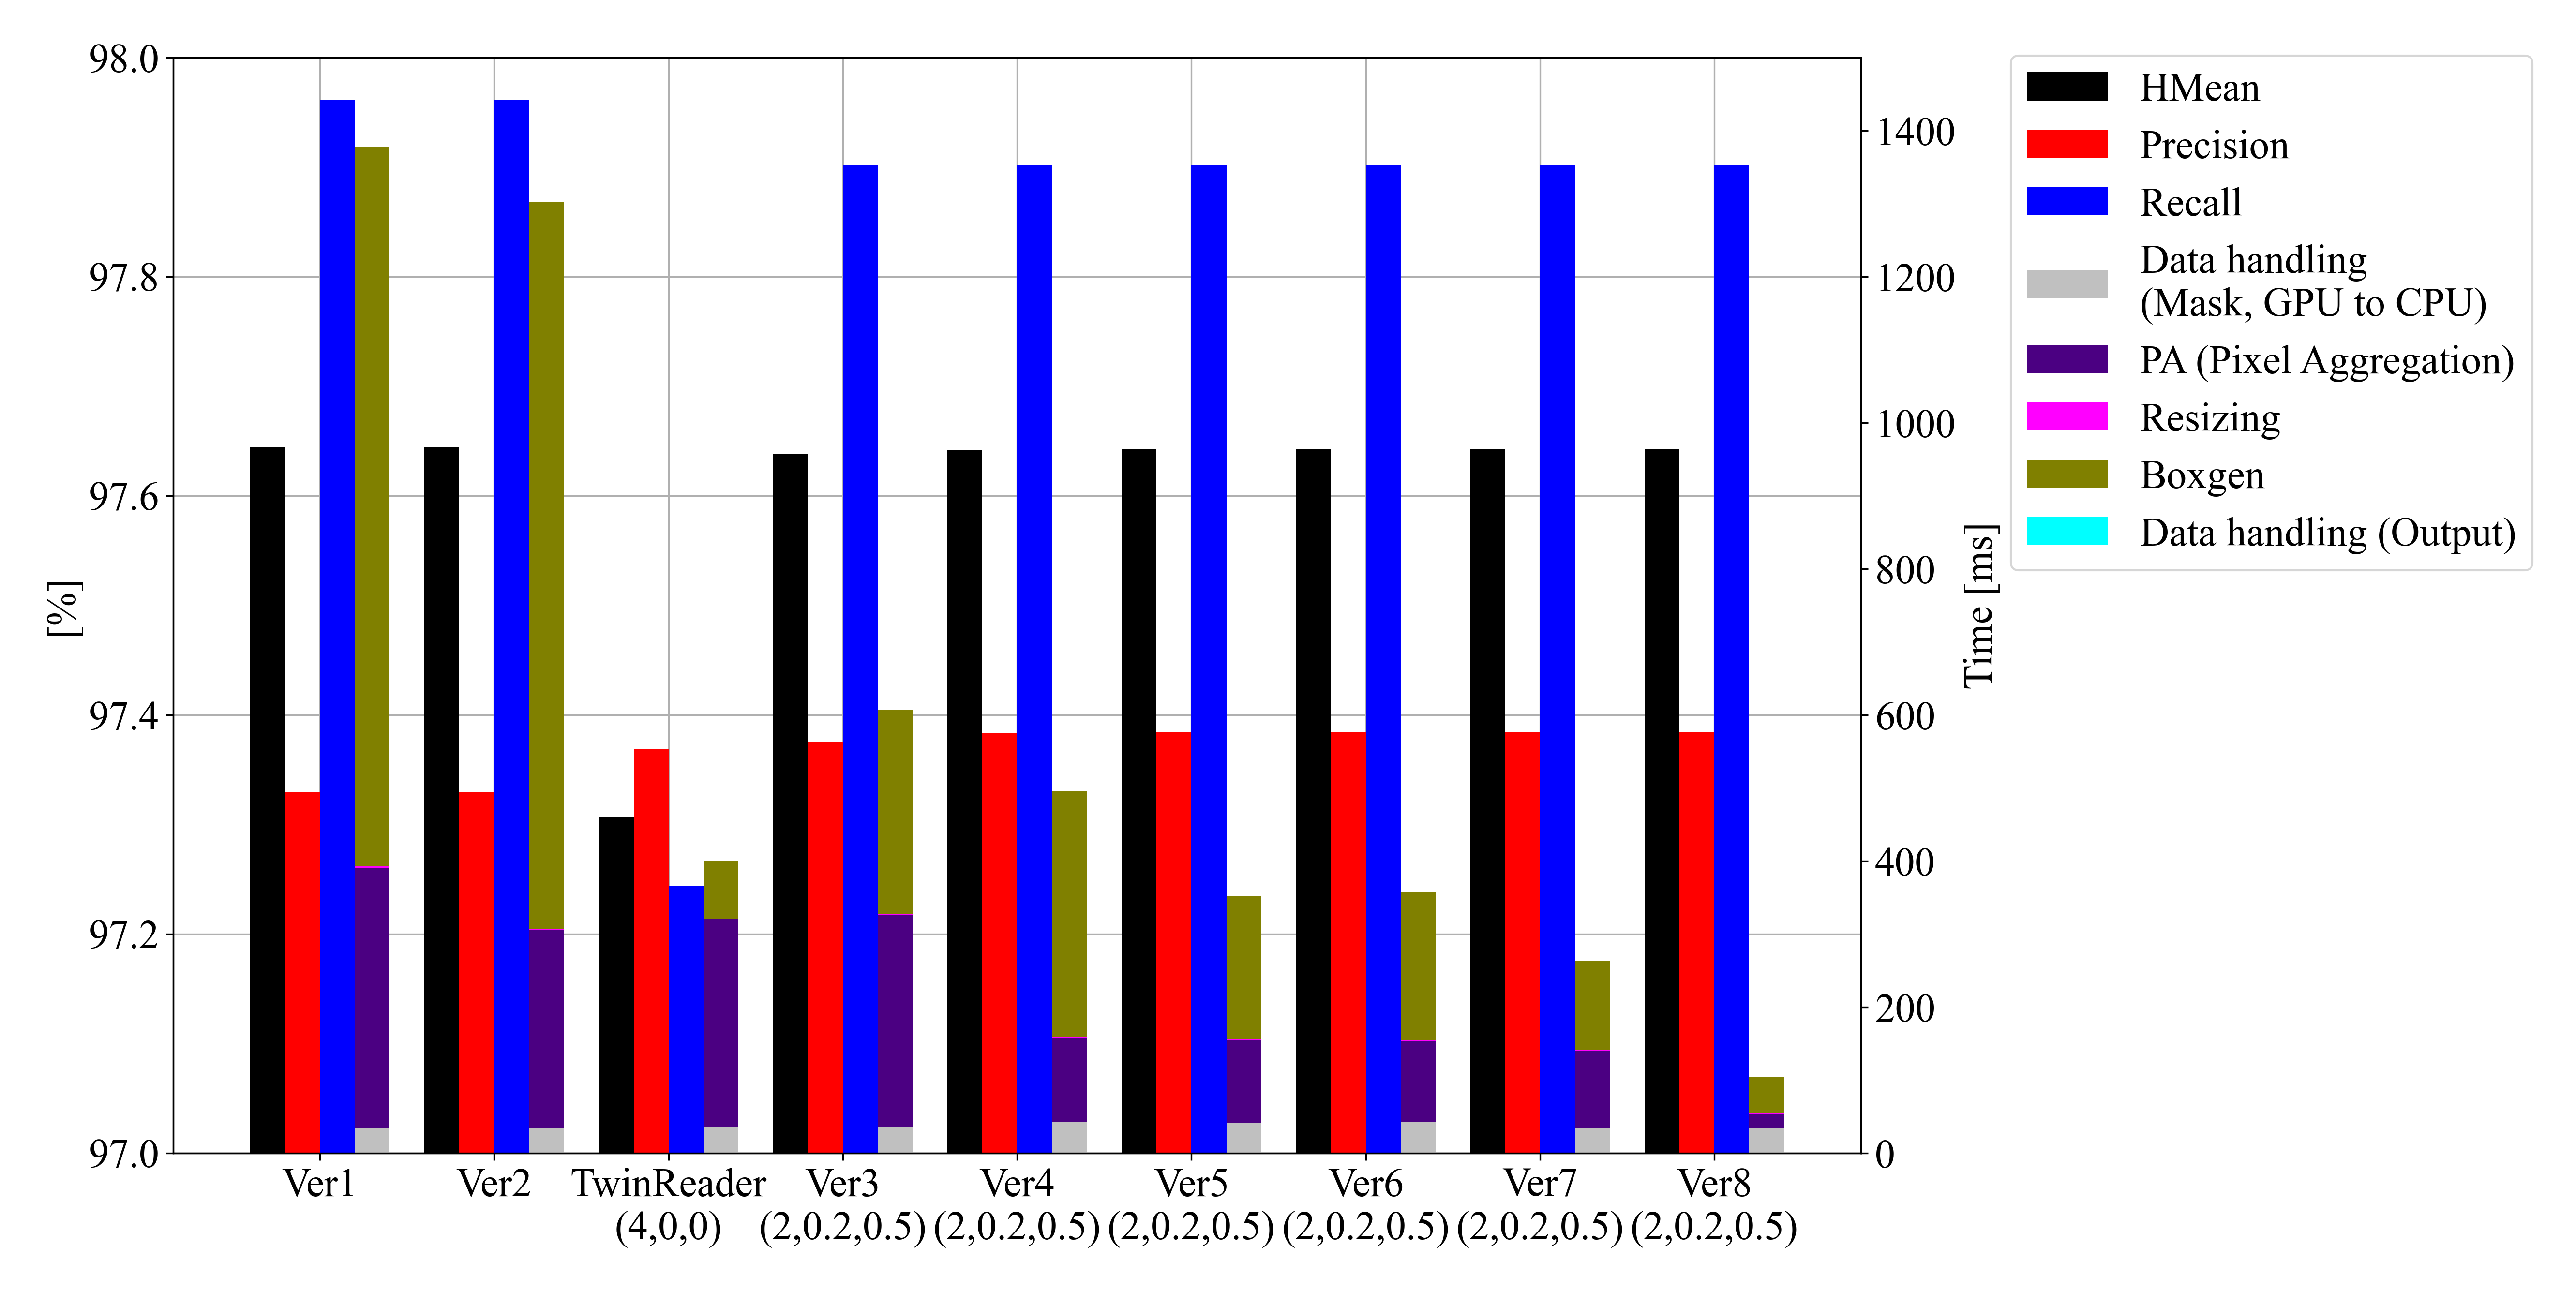 98.0
97.8
97.6
97.4
97.2
97.0
[%]
1400
1200
1000
800
600
400
200
0
Time [ms]
Ver1
Ver2
TwinReader
(4,0,0)
Ver3
(2,0.2,0.5)
Ver4
(2,0.2,0.5)
Ver5
(2,0.2,0.5)
Ver6
(2,0.2,0.5)
Ver7
(2,0.2,0.5)
Ver8
(2,0.2,0.5)
HMean
Precision
Recall
Data handling
(Mask, GPU to CPU)
PA (Pixel Aggregation)
Resizing
Boxgen
Data handling (Output)